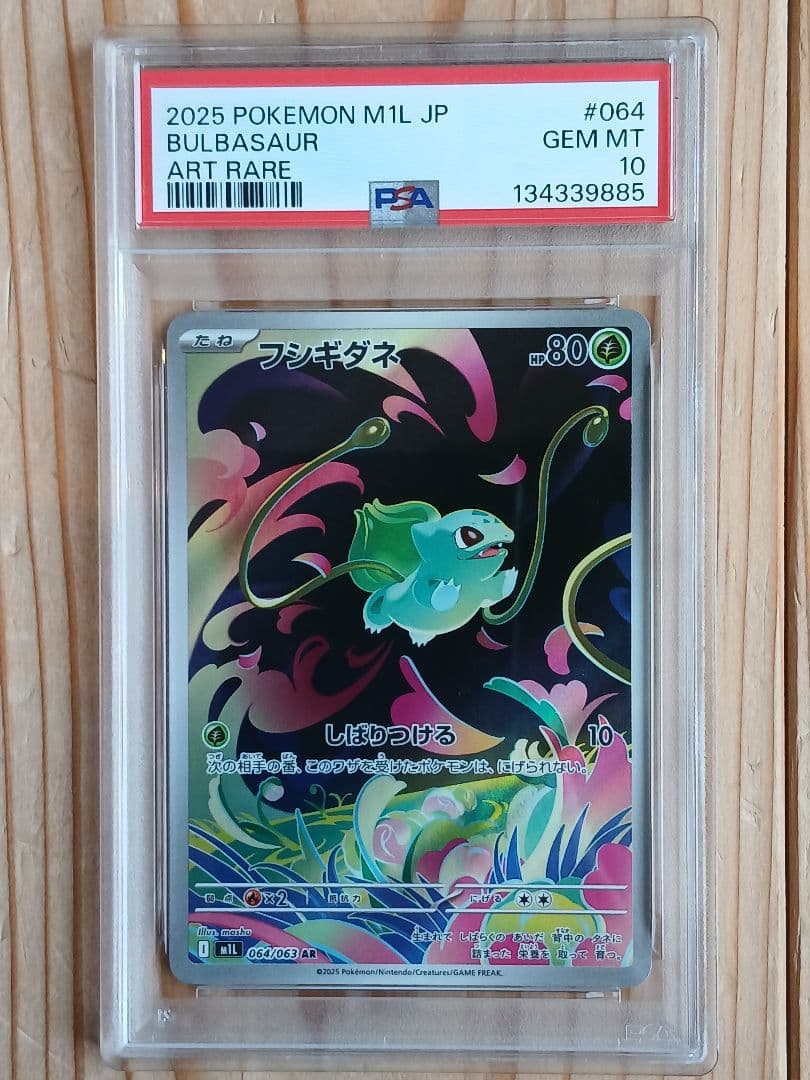 2025 POKEMON M1L JP #064
BULBASAUR GEM MT
ART RARE 10
PSA 134339885
たね フシギダネ HP80
しばりつける 10
次の相手の番、このワザを受けたポケモンは、にげられない。
弱点 ×2 抵抗力 にげる
Illus. mashu
生まれて しばらくの あいだ 背中の タネに
I M1L 064/063 AR 詰まった 栄養を 取って 育つ。
©2025 Pokémon/Nintendo/Creatures/GAME FREAK.